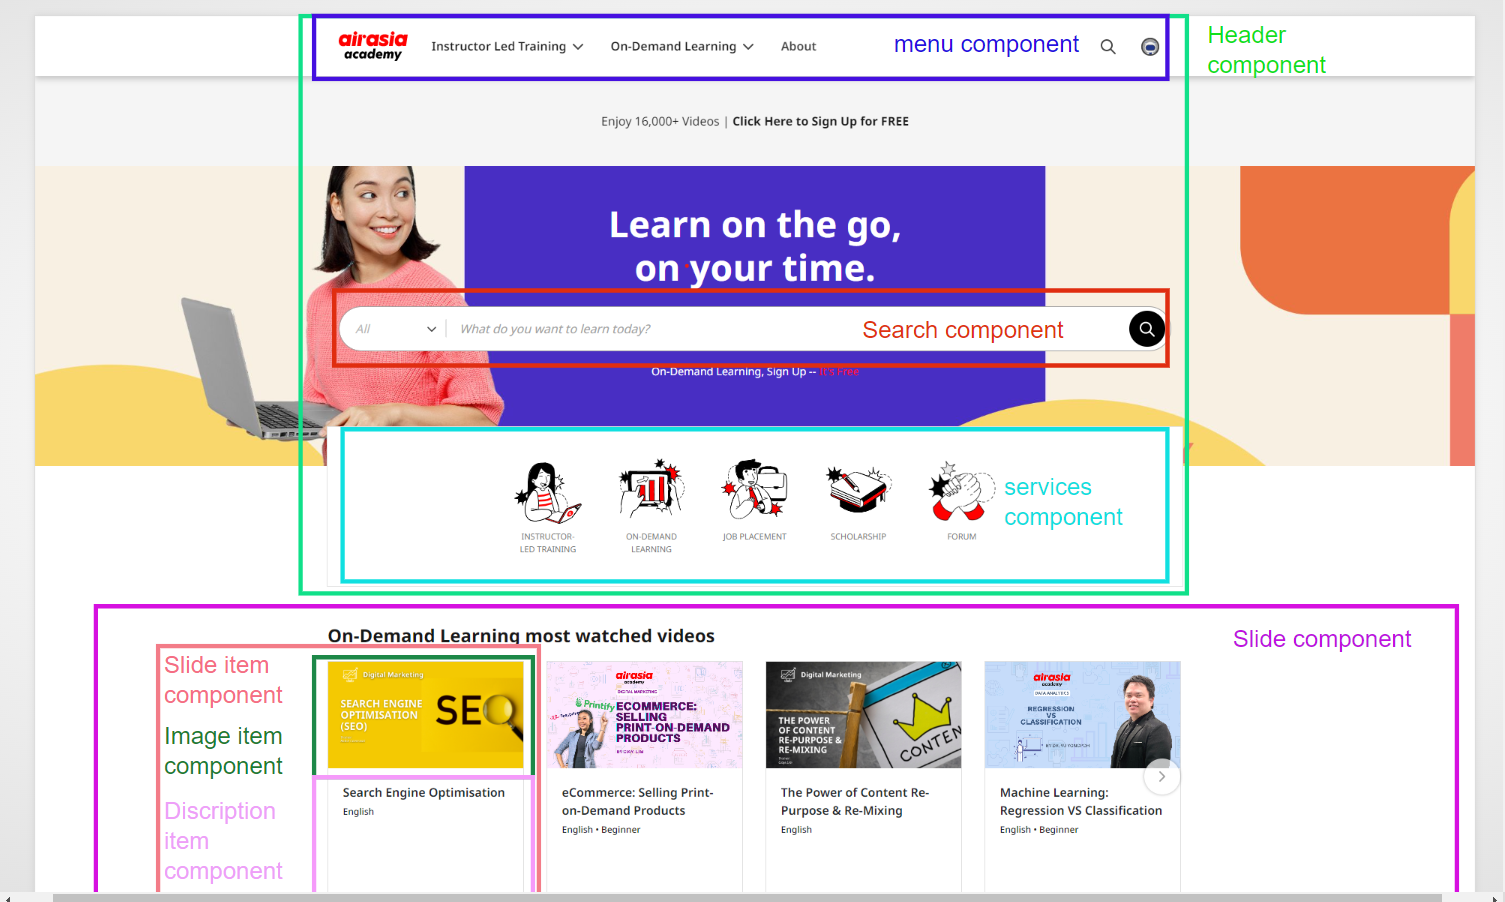 airasia
academy
Instructor Led Training
On-Demand Learning
About
menu component
Header
component
Enjoy 16,000+ Videos | Click Here to Sign Up for FREE
Learn on the go,
on your time.
All
What do you want to learn today?
Search component
On-Demand Learning, Sign Up -- It's Free
INSTRUCTOR-
LED TRAINING
ON-DEMAND
LEARNING
JOB PLACEMENT
SCHOLARSHIP
FORUM
services
component
On-Demand Learning most watched videos
Slide component
Slide item
component
Image item
component
Discription
item
component
Digital Marketing
SEARCH ENGINE
OPTIMISATION
(SEO)
SEO
Search Engine Optimisation
English
airasia
academy
DIGITAL MARKETING
Printify
ECOMMERCE:
SELLING
PRINT-ON-DEMAND
PRODUCTS
eCommerce: Selling Print-
on-Demand Products
English • Beginner
Digital Marketing
THE POWER
OF CONTENT
RE-PURPOSE &
RE-MIXING
CONTEN
The Power of Content Re-
Purpose & Re-Mixing
English
airasia
academy
DATA ANALYTICS
REGRESSION
VS
CLASSIFICATION
Machine Learning:
Regression VS Classification
English • Beginner